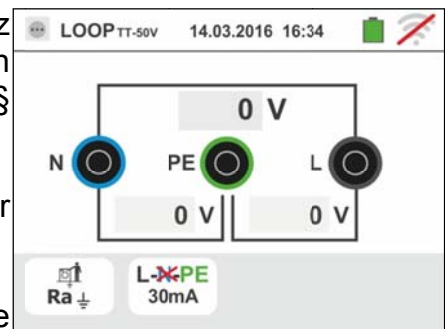 z
n
§
r
e
LOOP TT-50V 14.03.2016 16:34
0 V
N PE L
0 V 0 V
Ra L-N-PE
30mA